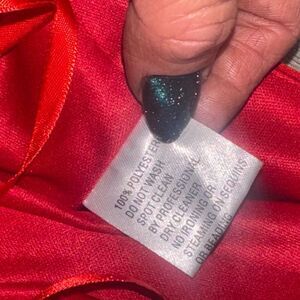 100% POLYESTER
DO NOT WASH
SPOT CLEAN
BY PROFESSIONAL
DRY CLEANER
NO IRONING OR
STEAMING ON SEQUINS
OR BEADING